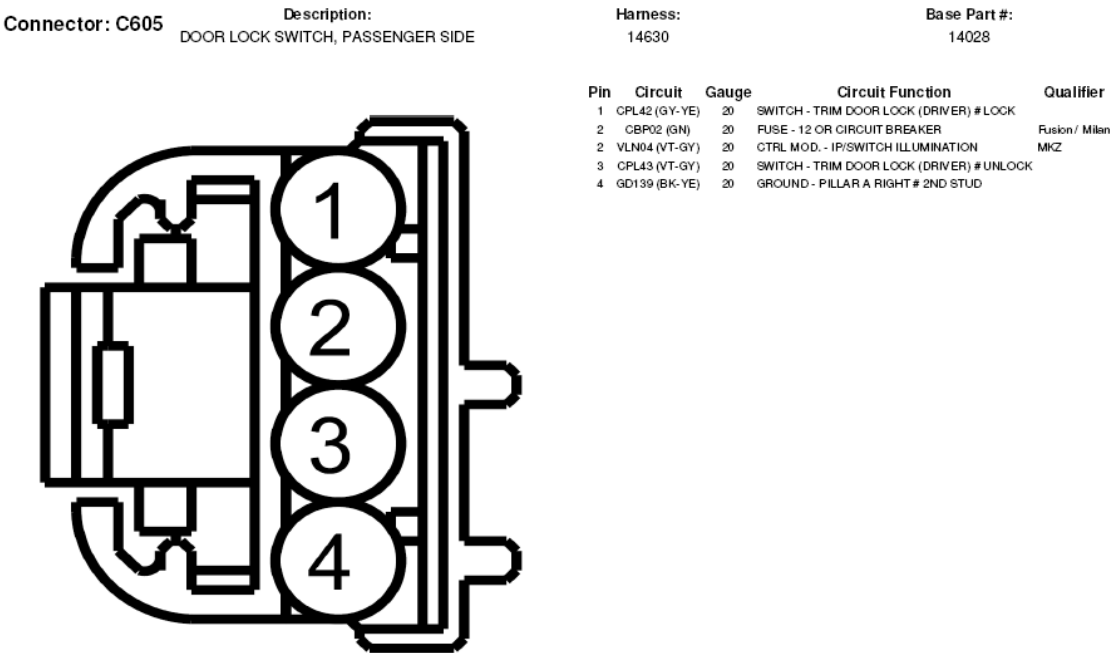 Connector: C605
Description:
DOOR LOCK SWITCH, PASSENGER SIDE
Harness:
14630
Base Part #:
14028
Pin Circuit Gauge Circuit Function Qualifier
1 CPL42 (GY-YE) 20 SWITCH - TRIM DOOR LOCK (DRIVER) # LOCK
2 CBP02 (GN) 20 FUSE - 12 OR CIRCUIT BREAKER Fusion / Milan
2 VLN04 (VT-GY) 20 CTRL MOD. - IP/SWITCH ILLUMINATION MKZ
3 CPL43 (VT-GY) 20 SWITCH - TRIM DOOR LOCK (DRIVER) # UNLOCK
4 GD139 (BK-YE) 20 GROUND - PILLAR A RIGHT # 2ND STUD
1
2
3
4